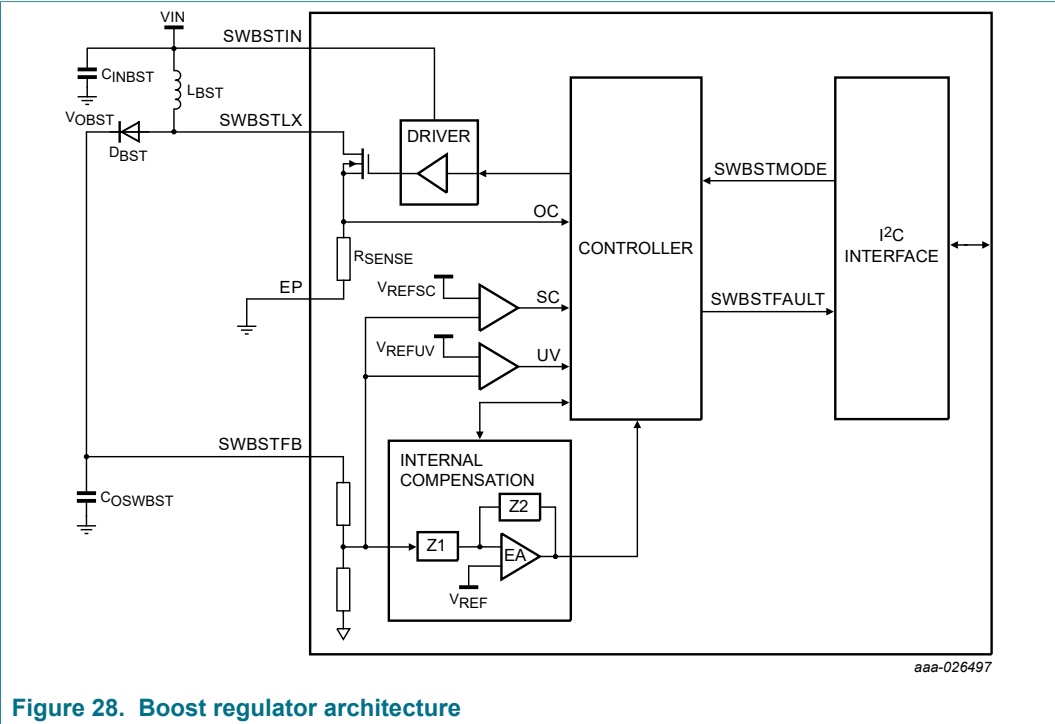 VIN
SWBSTIN
CINBST
LBST
VOBST
SWBSTLX
DBST
DRIVER
SWBSTMODE
OC
CONTROLLER
I2C
INTERFACE
RSENSE
EP
VREFSC
SC
SWBSTFAULT
VREFUV
UV
SWBSTFB
INTERNAL
COMPENSATION
COSWBST
Z2
Z1
EA
VREF
aaa-026497
Figure 28. Boost regulator architecture